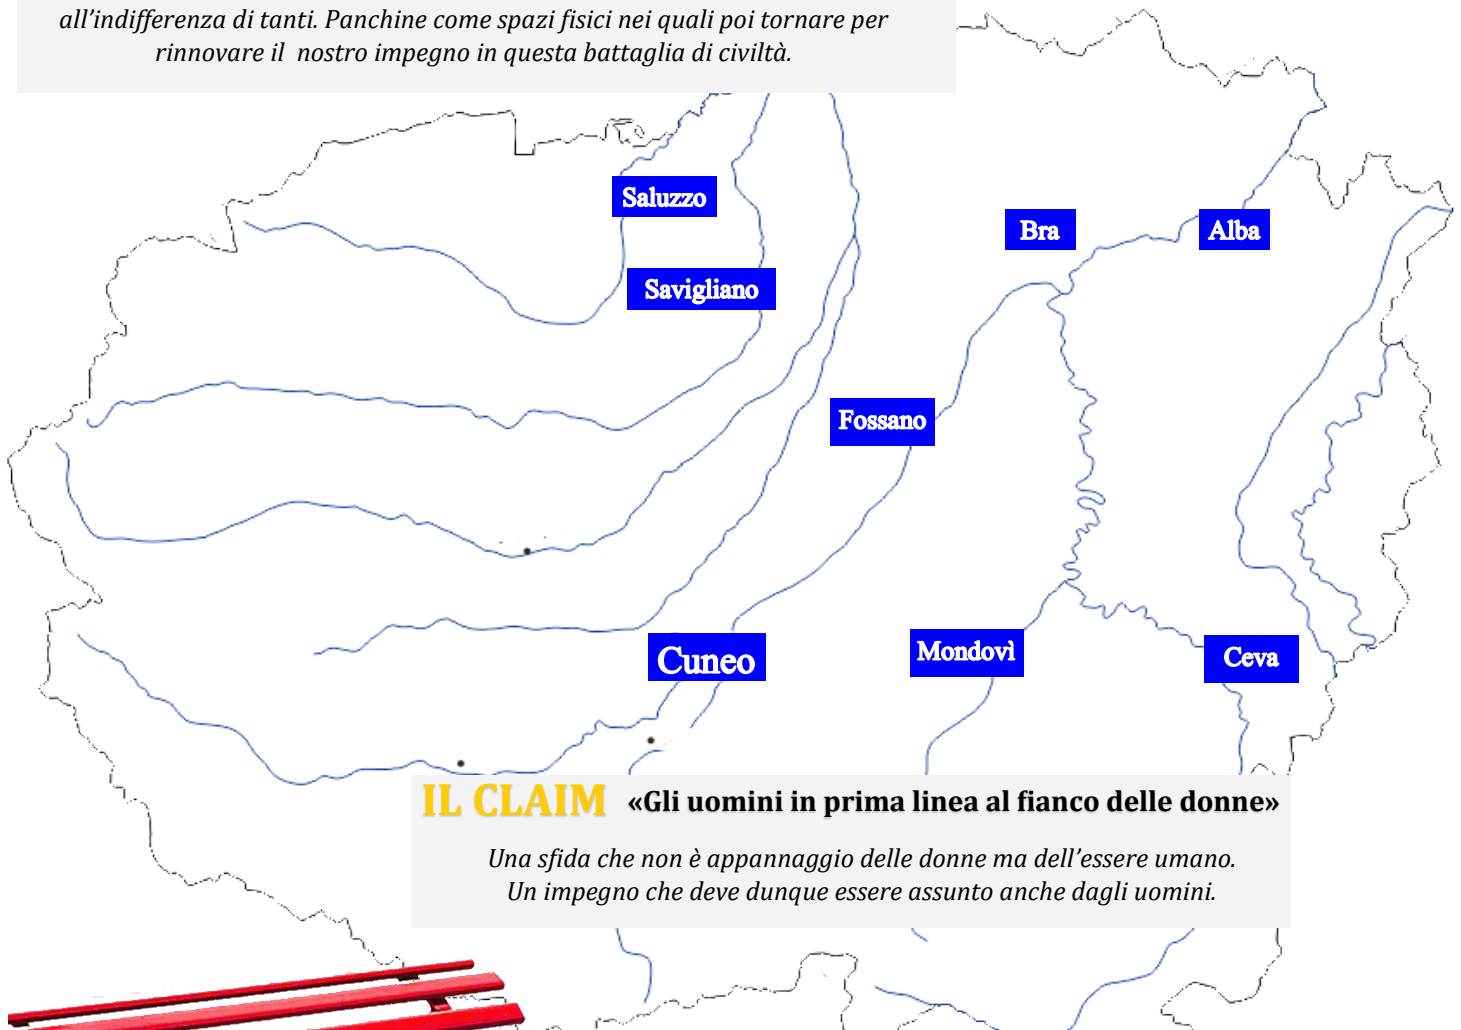 all’indifferenza di tanti. Panchine come spazi fisici nei quali poi tornare per
rinnovare il  nostro impegno in questa battaglia di civiltà.
Saluzzo
Bra
Alba
Savigliano
Fossano
Cuneo
Mondovì
Ceva
IL CLAIM «Gli uomini in prima linea al fianco delle donne»
Una sfida che non è appannaggio delle donne ma dell’essere umano.
Un impegno che deve dunque essere assunto anche dagli uomini.